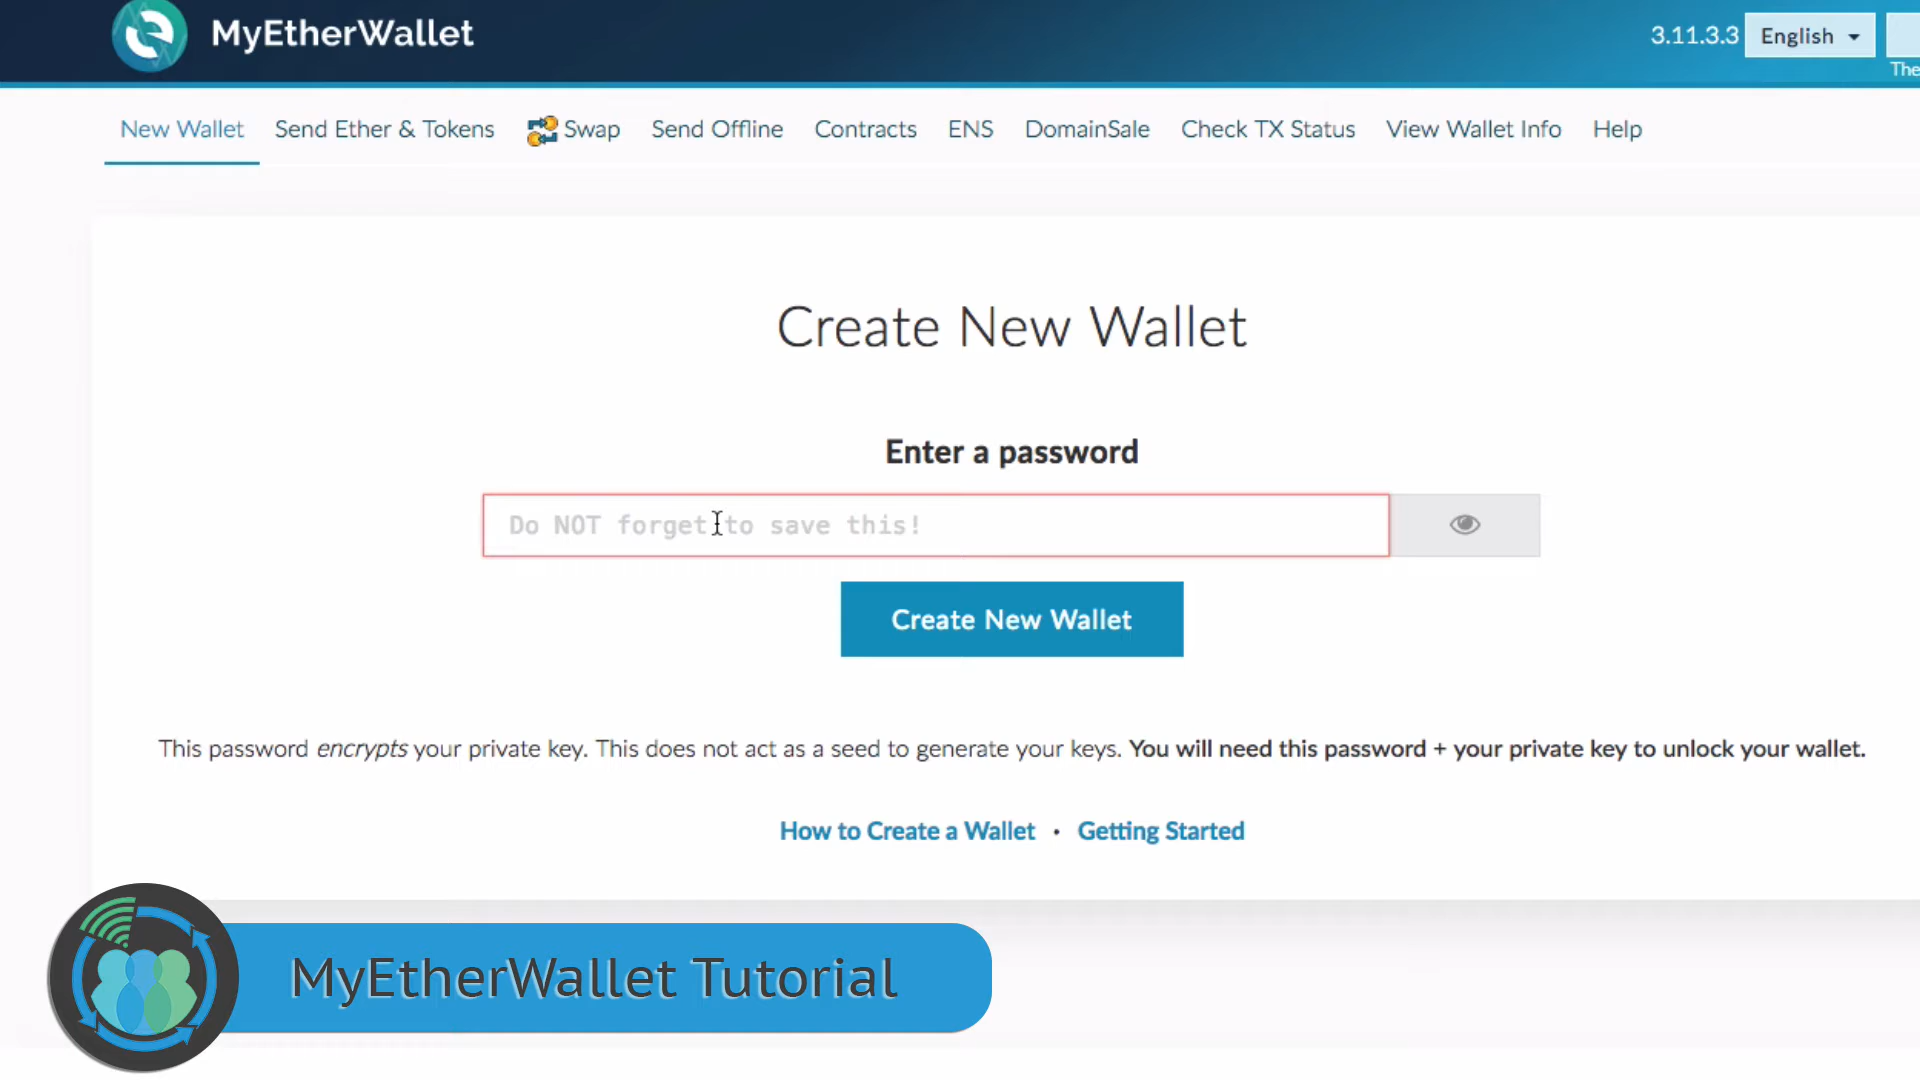 MyEtherWallet
3.11.3.3 English
The
New Wallet Send Ether & Tokens Swap Send Offline Contracts ENS DomainSale Check TX Status View Wallet Info Help
Create New Wallet
Enter a password
Do NOT forget to save this!
Create New Wallet
This password encrypts your private key. This does not act as a seed to generate your keys. You will need this password + your private key to unlock your wallet.
How to Create a Wallet • Getting Started
MyEtherWallet Tutorial